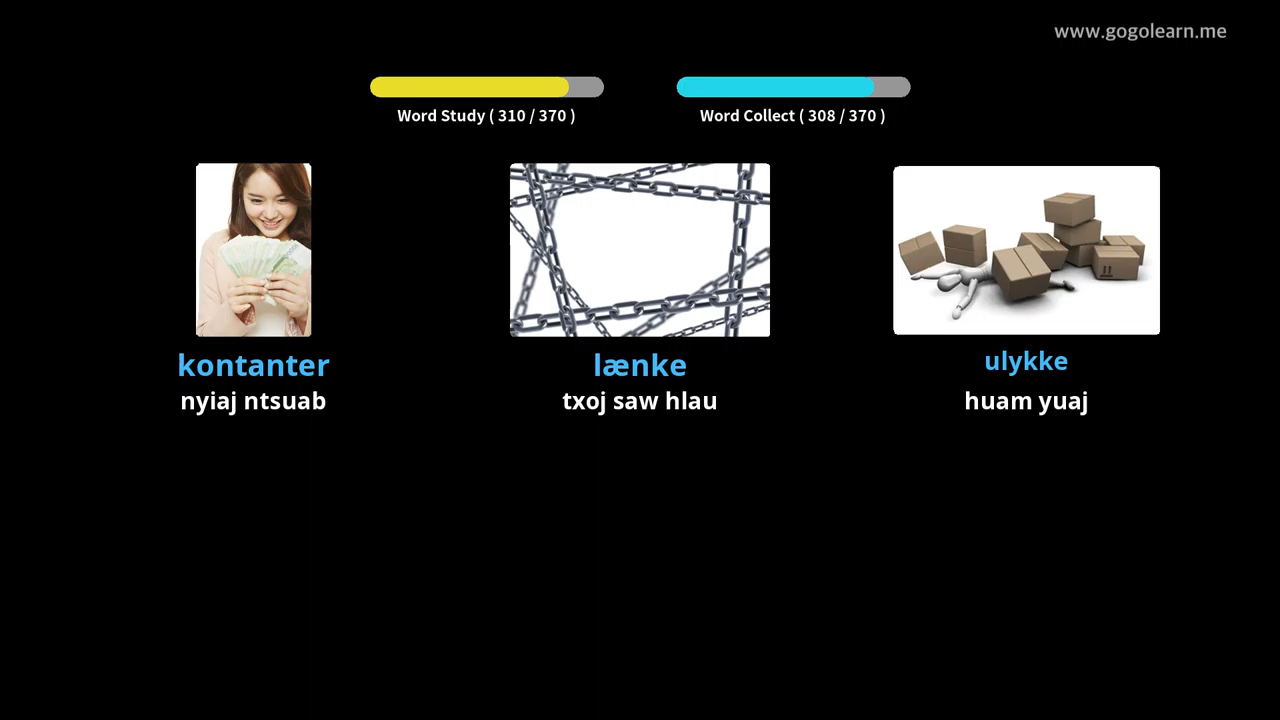 www.gogolearn.me
Word Study ( 310 / 370 )
Word Collect ( 308 / 370 )
kontanter
nyiaj ntsuab
lænke
txoj saw hlau
ulykke
huam yuaj